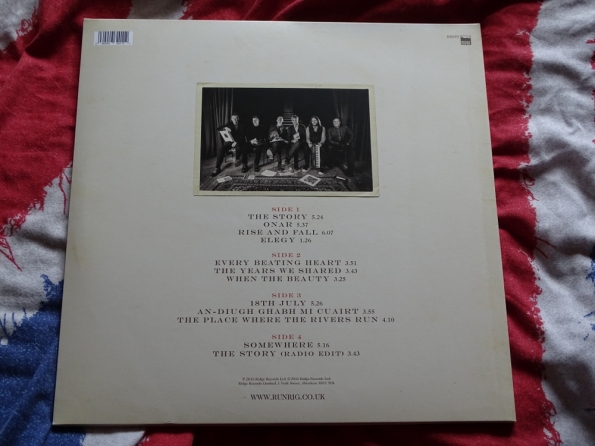 SIDE 1
THE STORY 5.24
ONAR 5.37
RISE AND FALL 6.07
ELEGY 1.26
SIDE 2
EVERY BEATING HEART 3.51
THE YEARS WE SHARED 3.43
WHEN THE BEAUTY 3.25
SIDE 3
18TH JULY 5.26
AN-DIUGH GHABH MI CUAIRT 3.55
THE PLACE WHERE THE RIVERS RUN 4.10
SIDE 4
SOMEWHERE 5.16
THE STORY (RADIO EDIT) 3.43
Ridge Records
WWW.RUNRIG.CO.UK